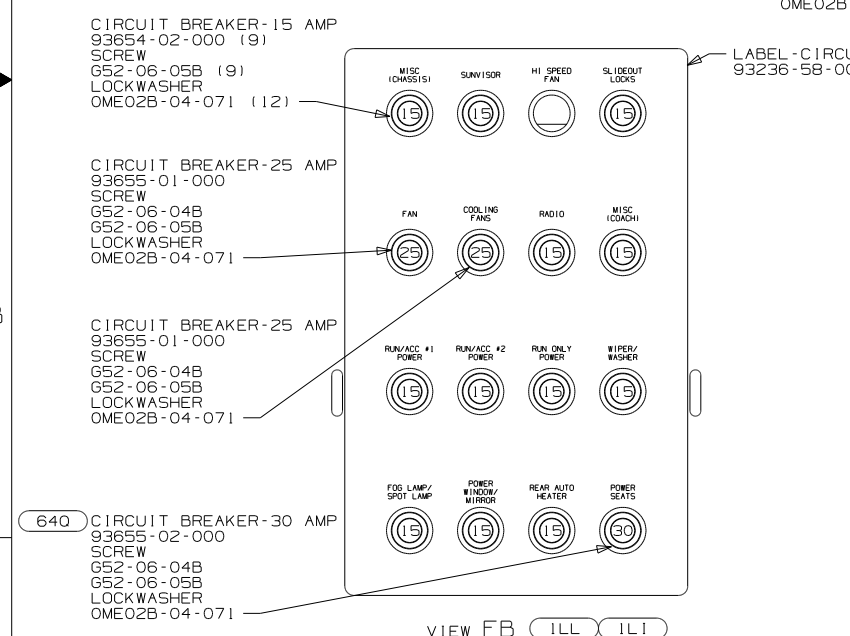 OME02B
CIRCUIT BREAKER-15 AMP
93654-02-000 (9)
SCREW
G52-06-05B (9)
LOCKWASHER
OME02B-04-071 (12)
LABEL-CIRCU
93236-58-00
MISC (CHASSIS)
SUNVISOR
HI SPEED FAN
SLIDEOUT LOCKS
15
15
15
CIRCUIT BREAKER-25 AMP
93655-01-000
SCREW
G52-06-04B
G52-06-05B
LOCKWASHER
OME02B-04-071
FAN
COOLING FANS
RADIO
MISC (COACH)
25
25
15
15
CIRCUIT BREAKER-25 AMP
93655-01-000
SCREW
G52-06-04B
G52-06-05B
LOCKWASHER
OME02B-04-071
RUN/ACC #1 POWER
RUN/ACC #2 POWER
RUN ONLY POWER
WIPER/ WASHER
15
15
15
15
64Q
CIRCUIT BREAKER-30 AMP
93655-02-000
SCREW
G52-06-04B
G52-06-05B
LOCKWASHER
OME02B-04-071
FOG LAMP/ SPOT LAMP
POWER WINDOW/ MIRROR
REAR AUTO HEATER
POWER SEATS
15
15
15
30
VIEW FB
1LL
1LI